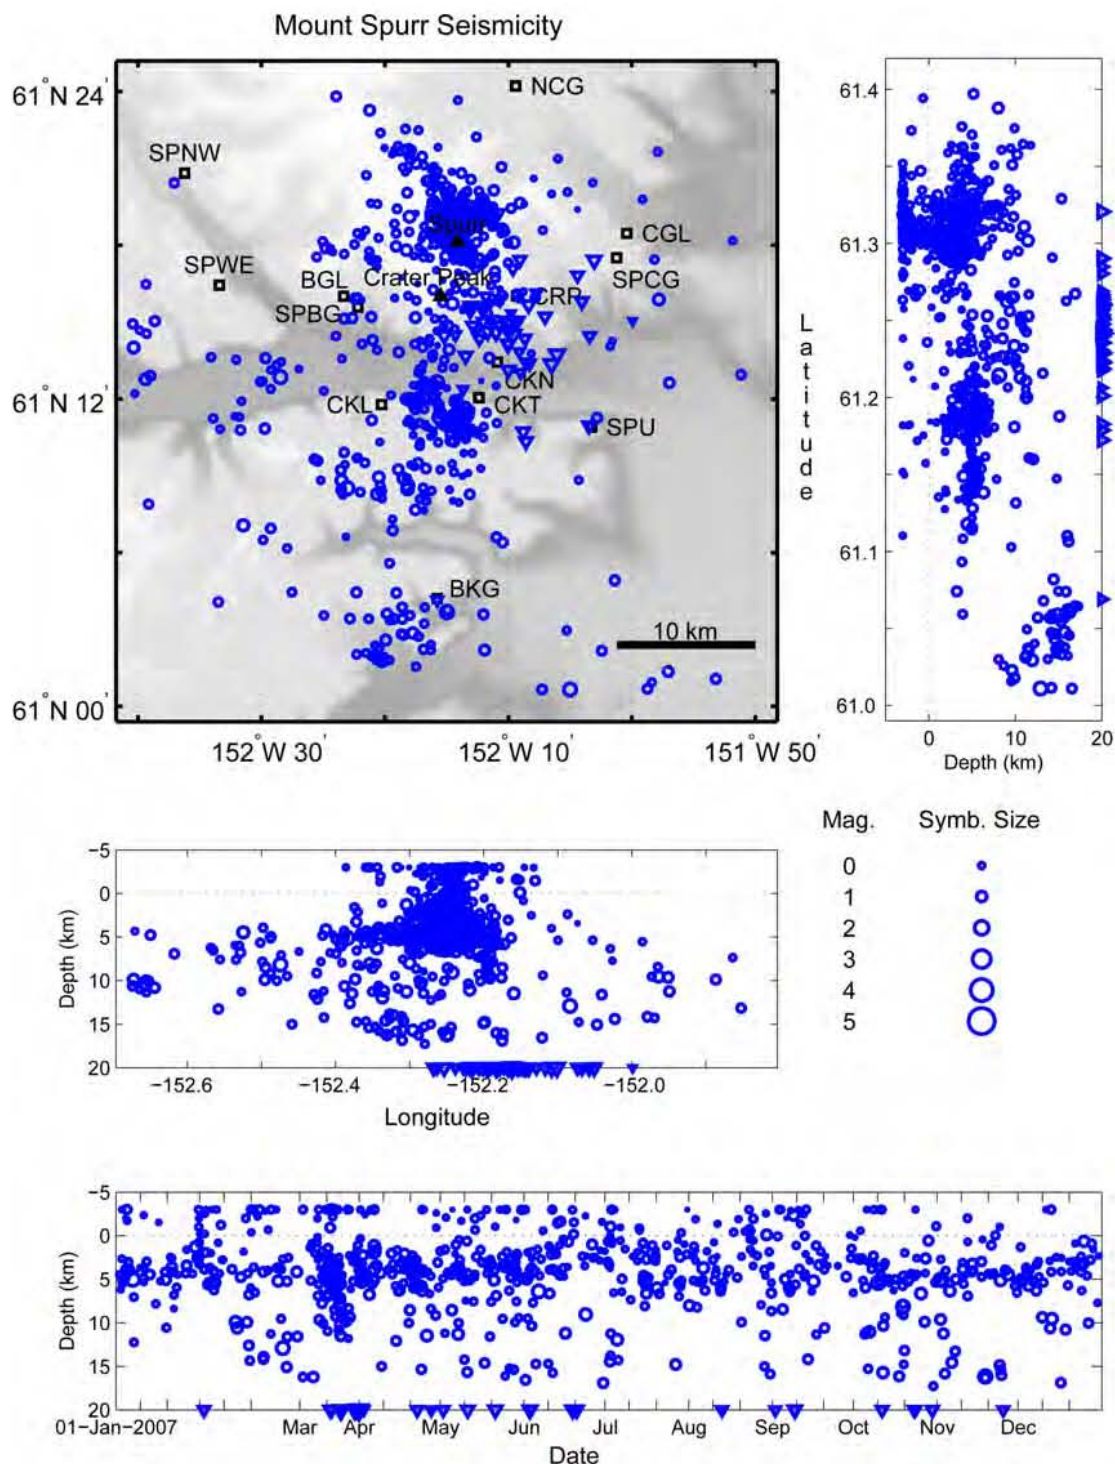 Mount Spurr Seismicity
61°N 24'
61°N 12'
61°N 00'
NCG
SPNW
Spurr
CGL
SPWE
BGL
Crater Peak
SPCG
SPBG
CRP
CKN
CKL
CKT
SPU
BKG
10 km
152°W 30'
152°W 10'
151°W 50'
61.4
61.3
61.2
61.1
61.0
Latitude
0
10
20
Depth (km)
−5
0
5
10
15
20
Depth (km)
−152.6
−152.4
−152.2
−152.0
Longitude
Mag. Symb. Size
0
1
2
3
4
5
−5
0
5
10
15
20
Depth (km)
01−Jan−2007 Mar Apr May Jun Jul Aug Sep Oct Nov Dec
Date